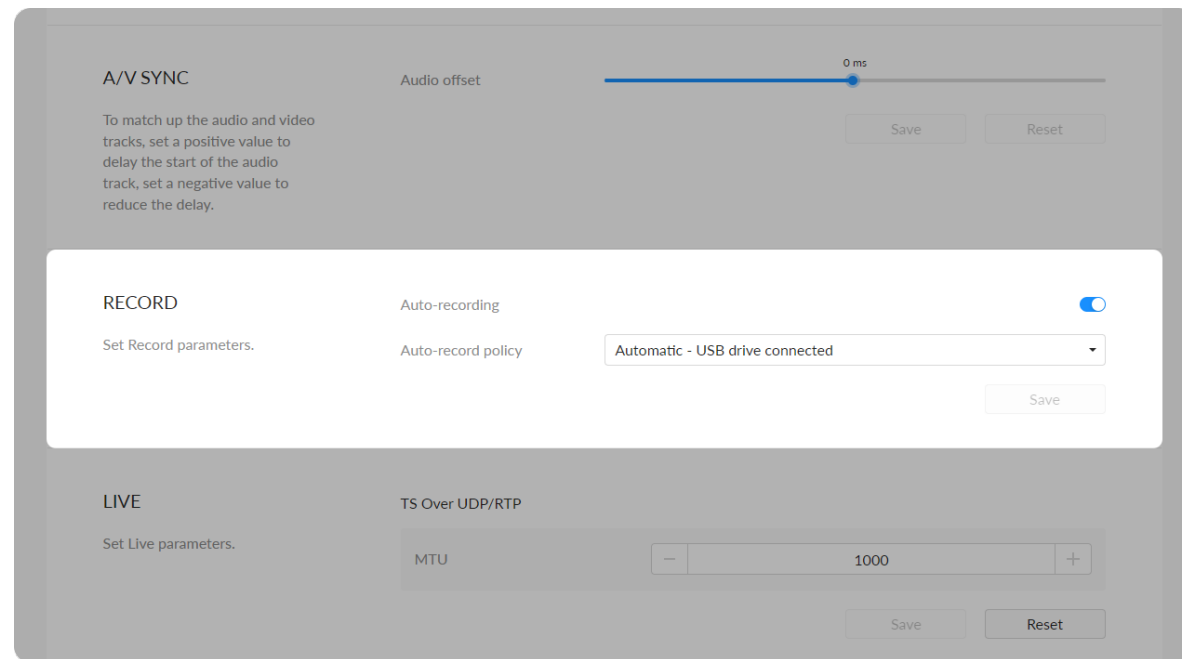 0 ms
A/V SYNC
Audio offset
To match up the audio and video
tracks, set a positive value to
delay the start of the audio
track, set a negative value to
reduce the delay.
Save
Reset
RECORD
Auto-recording
Set Record parameters.
Auto-record policy
Automatic - USB drive connected
Save
LIVE
TS Over UDP/RTP
Set Live parameters.
MTU
1000
Save
Reset